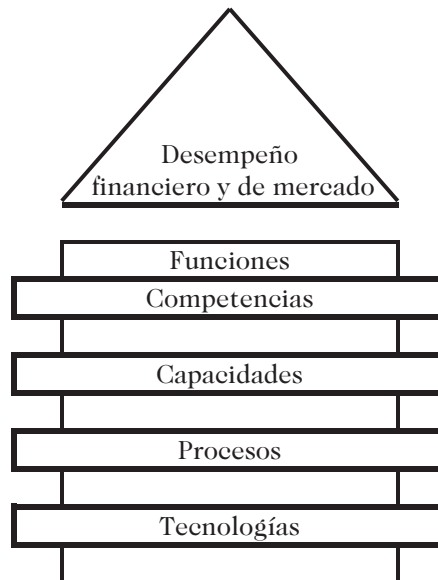 Desempeño
financiero y de mercado
Funciones
Competencias
Capacidades
Procesos
Tecnologías